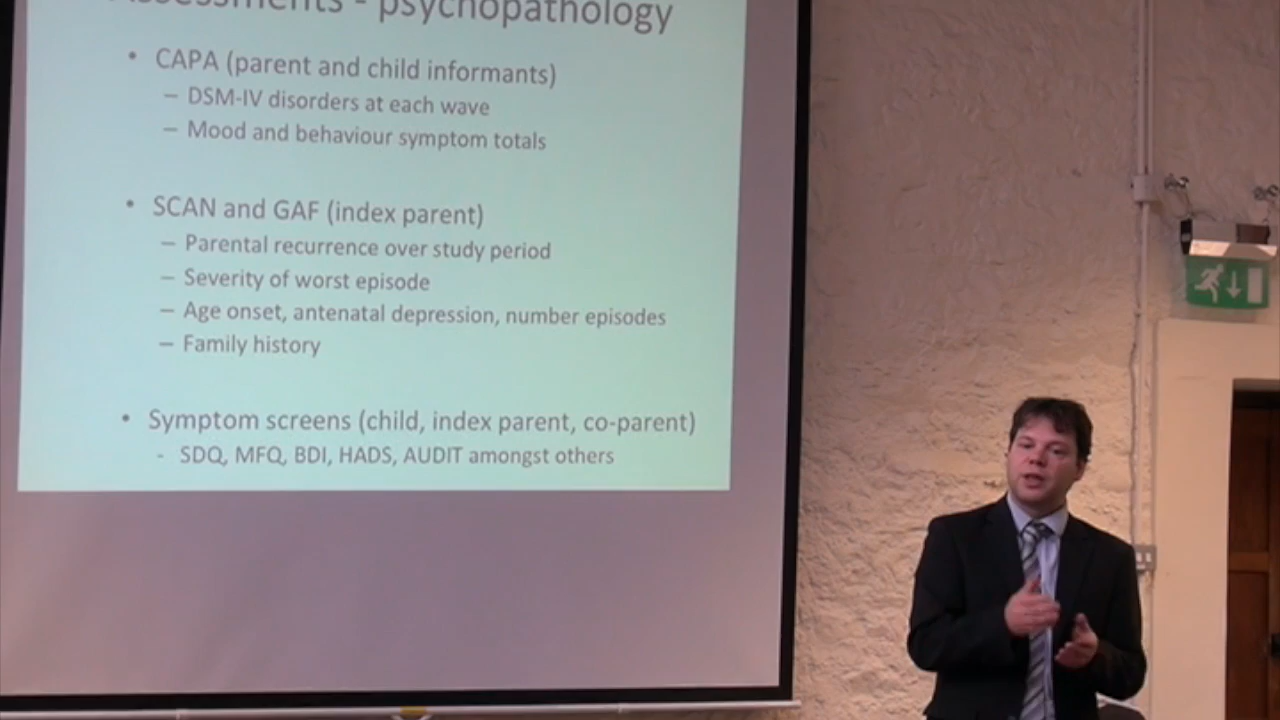 Assessments - psychopathology
• CAPA (parent and child informants)
– DSM-IV disorders at each wave
– Mood and behaviour symptom totals
• SCAN and GAF (index parent)
– Parental recurrence over study period
– Severity of worst episode
– Age onset, antenatal depression, number episodes
– Family history
• Symptom screens (child, index parent, co-parent)
- SDQ, MFQ, BDI, HADS, AUDIT amongst others